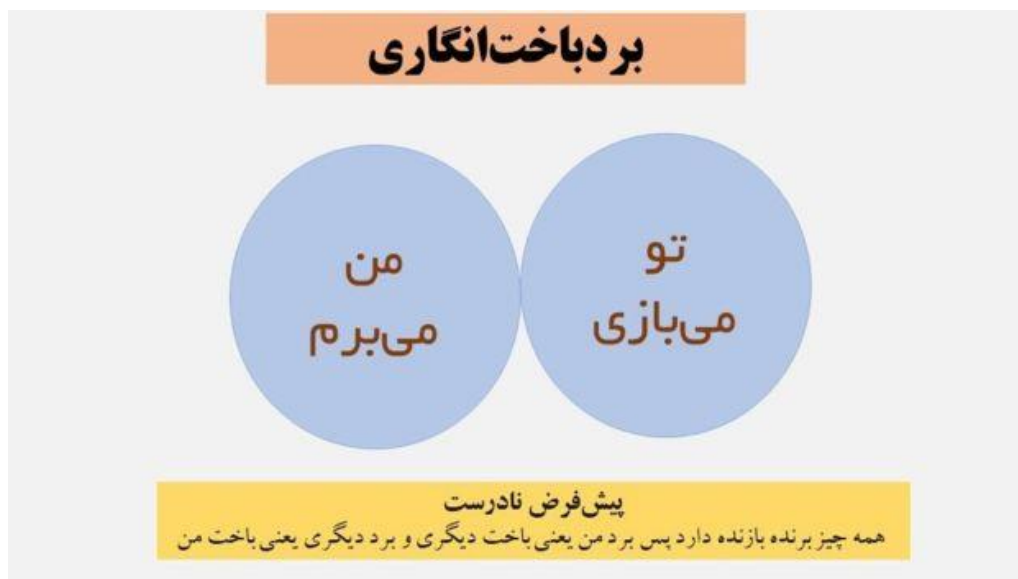 بردباخت‌انگاری
تو
می‌بازی
من
می‌برم
پیش‌فرض نادرست
همه چیز برنده بازنده دارد پس برد من یعنی باخت دیگری و برد دیگری یعنی باخت من